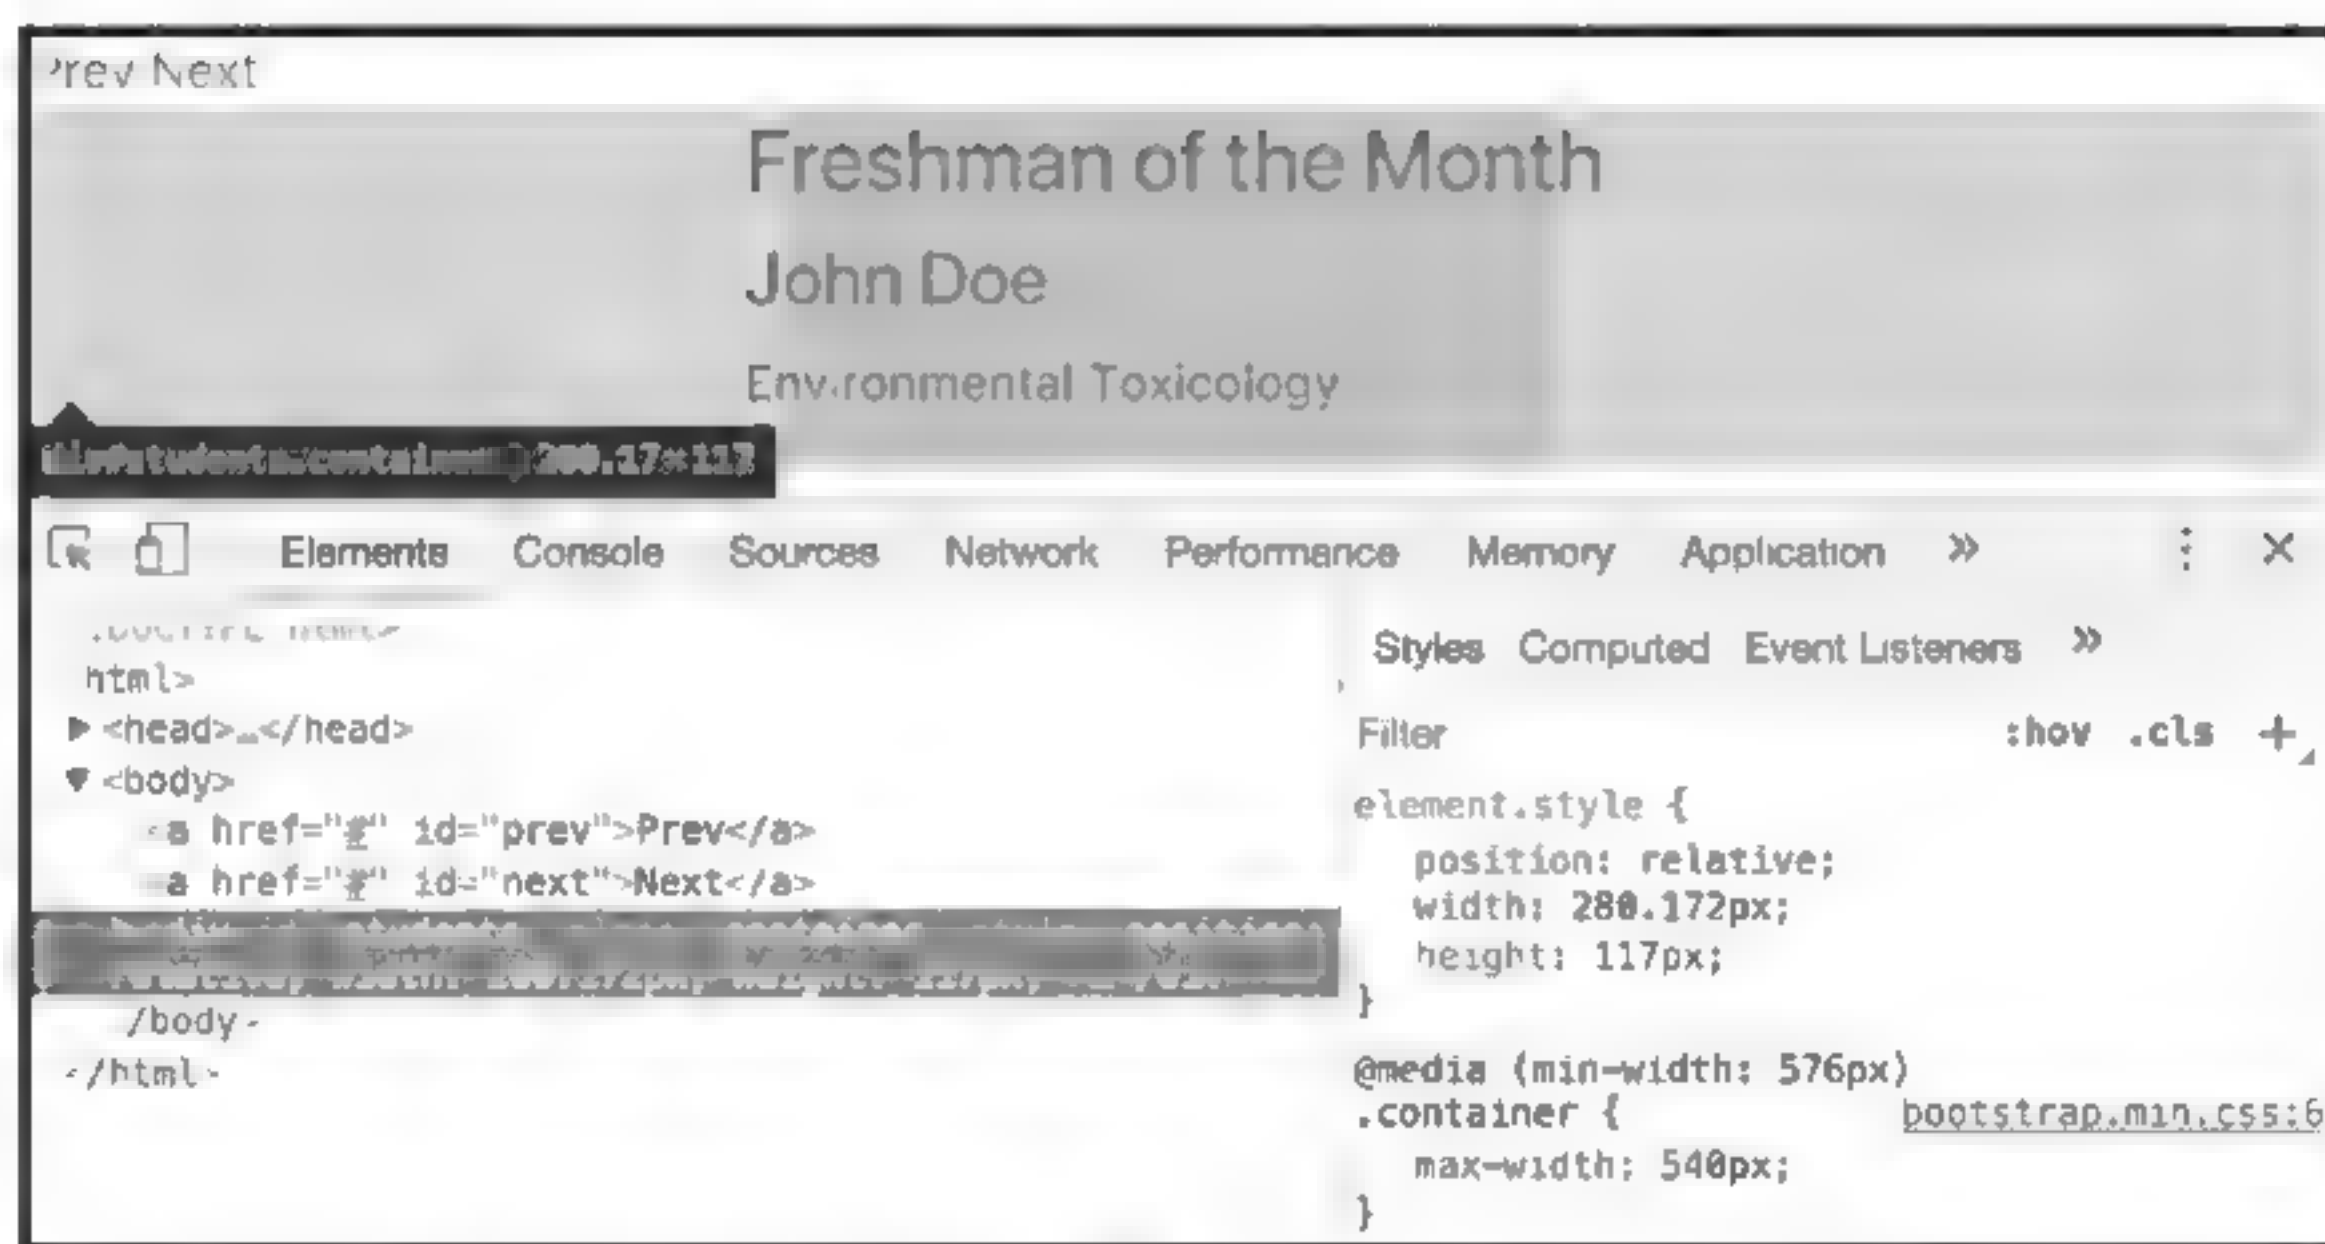 Prev Next
Freshman of the Month
John Doe
Environmental Toxicology
280.17×117
Elements Console Sources Network Performance Memory Application »
html>
Styles Computed Event Listeners »
<head>…</head>
Filter :hov .cls +
<body>
element.style {
a href="#" id="prev">Prev</a>
position: relative;
a href="#" id="next">Next</a>
width: 280.172px;
height: 117px;
}
/body
/html
@media (min-width: 576px)
.container { bootstrap.min.css:6
max-width: 540px;
}